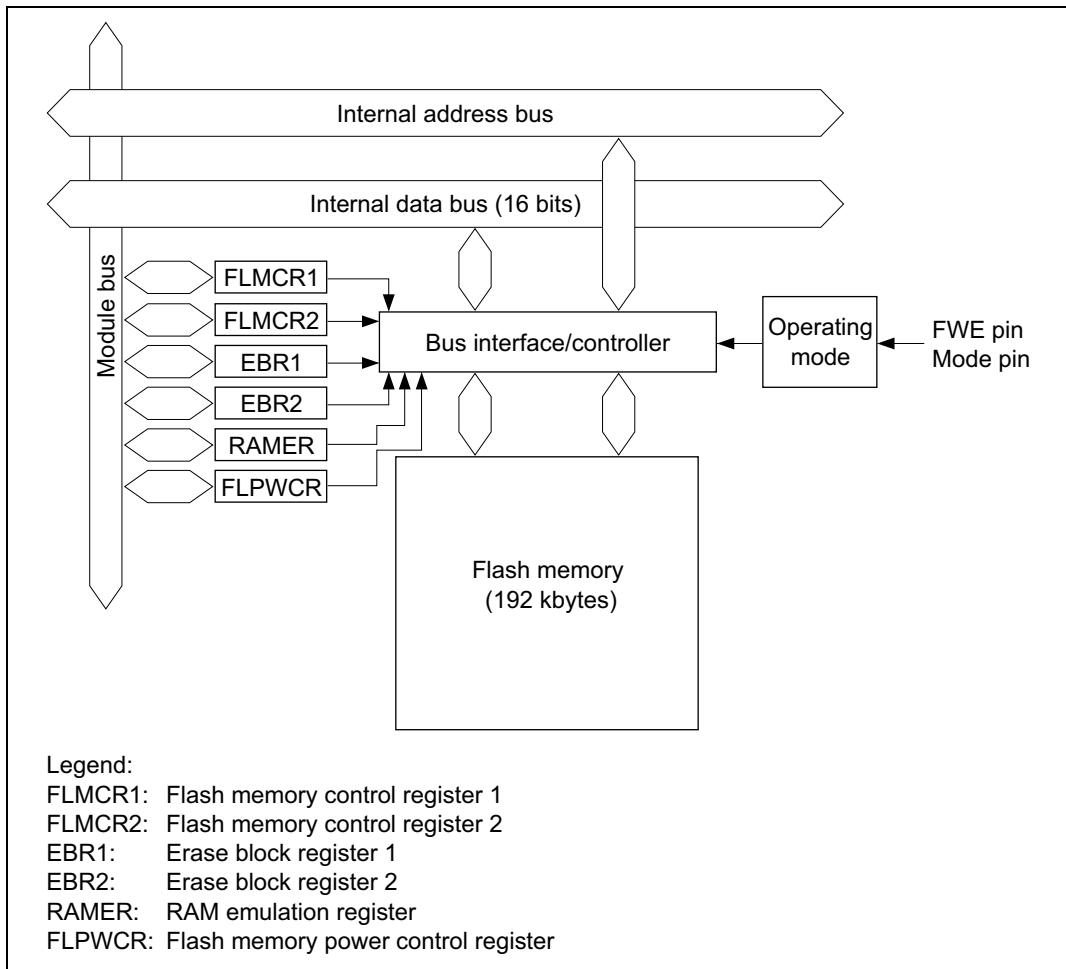 Internal address bus
Internal data bus (16 bits)
Module bus
FLMCR1
FLMCR2
EBR1
EBR2
RAMER
FLPWCR
Bus interface/controller
Operating
mode
FWE pin
Mode pin
Flash memory
(192 kbytes)
Legend:
FLMCR1: Flash memory control register 1
FLMCR2: Flash memory control register 2
EBR1: Erase block register 1
EBR2: Erase block register 2
RAMER: RAM emulation register
FLPWCR: Flash memory power control register